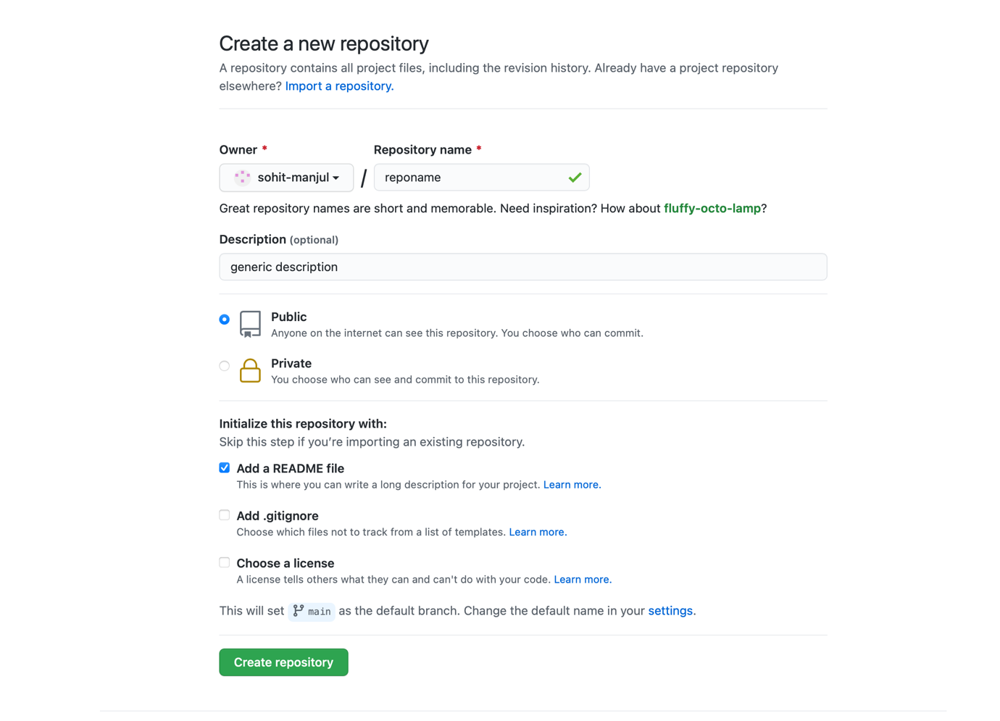 Create a new repository
A repository contains all project files, including the revision history. Already have a project repository
elsewhere? Import a repository.
Owner * Repository name *
sohit-manjul / reponame
Great repository names are short and memorable. Need inspiration? How about fluffy-octo-lamp?
Description (optional)
generic description
Public
Anyone on the internet can see this repository. You choose who can commit.
Private
You choose who can see and commit to this repository.
Initialize this repository with:
Skip this step if you’re importing an existing repository.
Add a README file
This is where you can write a long description for your project. Learn more.
Add .gitignore
Choose which files not to track from a list of templates. Learn more.
Choose a license
A license tells others what they can and can't do with your code. Learn more.
This will set main as the default branch. Change the default name in your settings.
Create repository